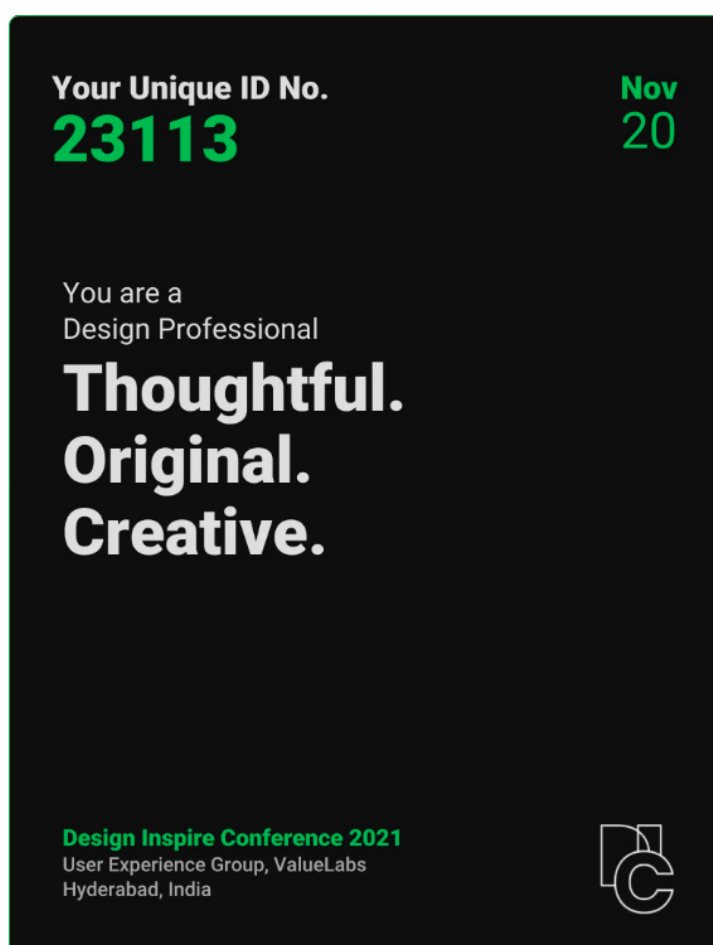 Your Unique ID No.
23113
Nov
20
You are a
Design Professional
Thoughtful.
Original.
Creative.
Design Inspire Conference 2021
User Experience Group, ValueLabs
Hyderabad, India